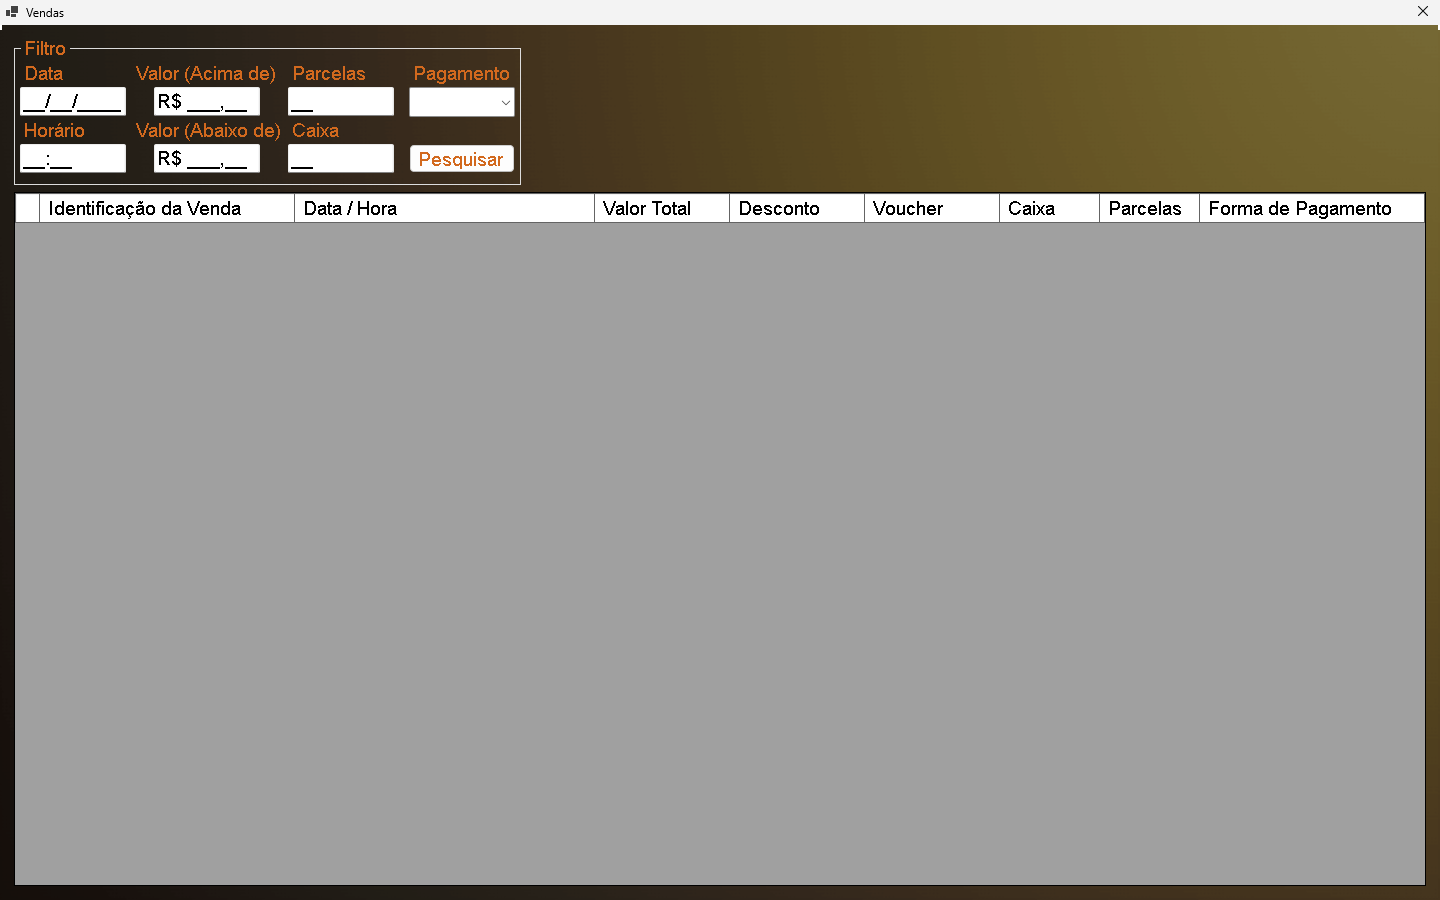 Vendas
Filtro
Data Valor (Acima de) Parcelas Pagamento
__/__/____ R$ ___,__ __
Horário Valor (Abaixo de) Caixa
__:__ R$ ___,__ __ Pesquisar
Identificação da Venda Data / Hora Valor Total Desconto Voucher Caixa Parcelas Forma de Pagamento